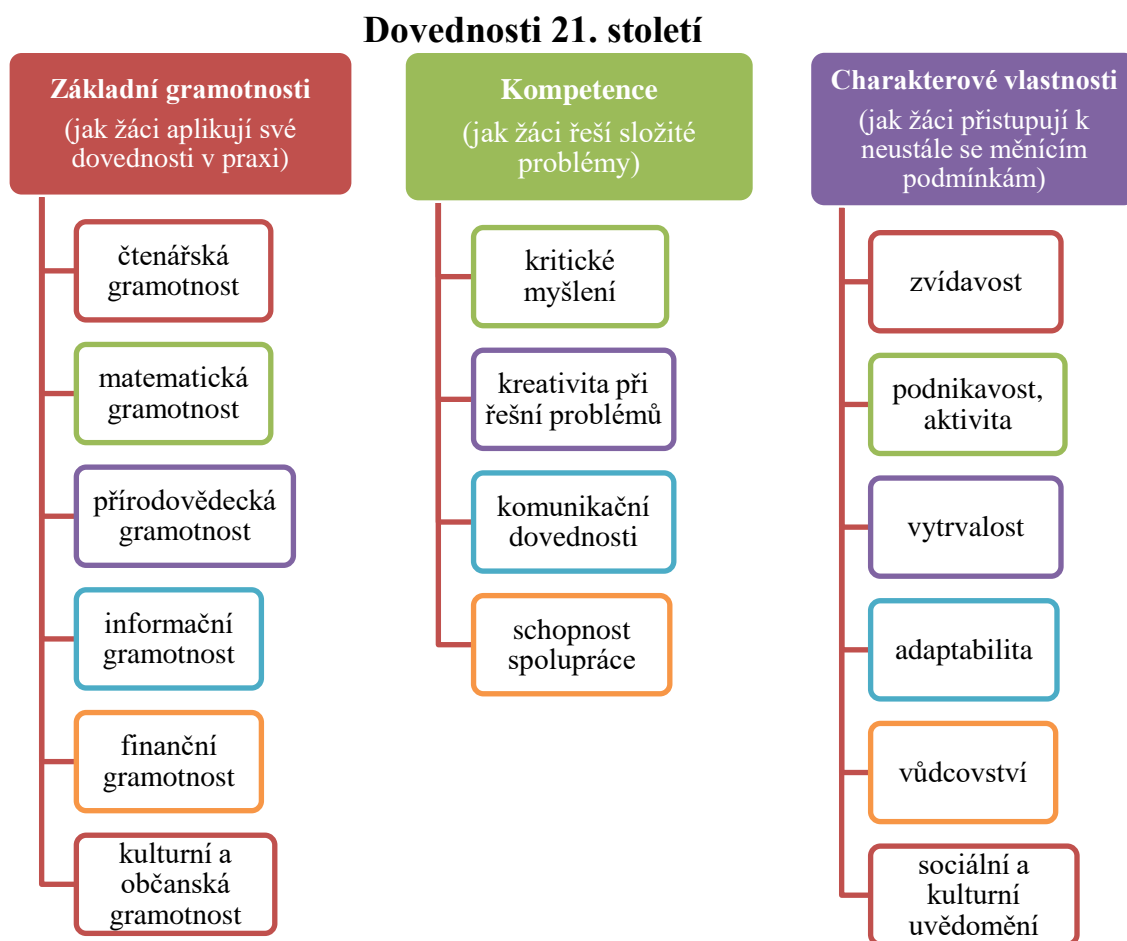 Dovednosti 21. století
Základní gramotnosti
(jak žáci aplikují své
dovednosti v praxi)
čtenářská
gramotnost
matematická
gramotnost
přírodovědecká
gramotnost
informační
gramotnost
finanční
gramotnost
kulturní a
občanská
gramotnost
Kompetence
(jak žáci řeší složité
problémy)
kritické
myšlení
kreativita při
řešní problémů
komunikační
dovednosti
schopnost
spolupráce
Charakterové vlastnosti
(jak žáci přistupují k
neustále se měnícím
podmínkám)
zvídavost
podnikavost,
aktivita
vytrvalost
adaptabilita
vůdcovství
sociální a
kulturní
uvědomění